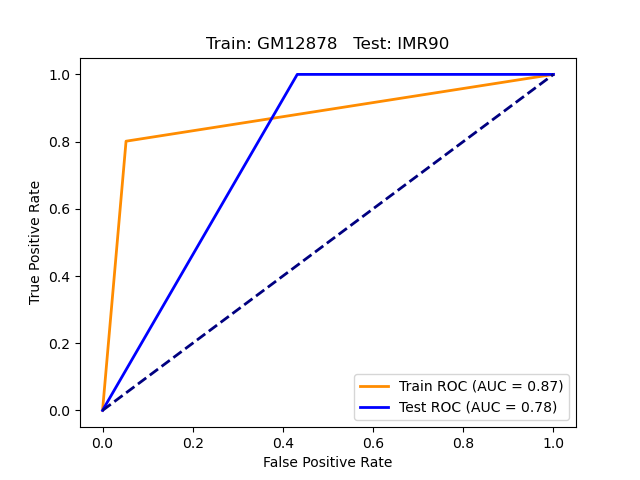 Train: GM12878   Test: IMR90
1.0
0.8
0.6
0.4
0.2
0.0
True Positive Rate
Train ROC (AUC = 0.87)
Test ROC (AUC = 0.78)
0.0 0.2 0.4 0.6 0.8 1.0
False Positive Rate